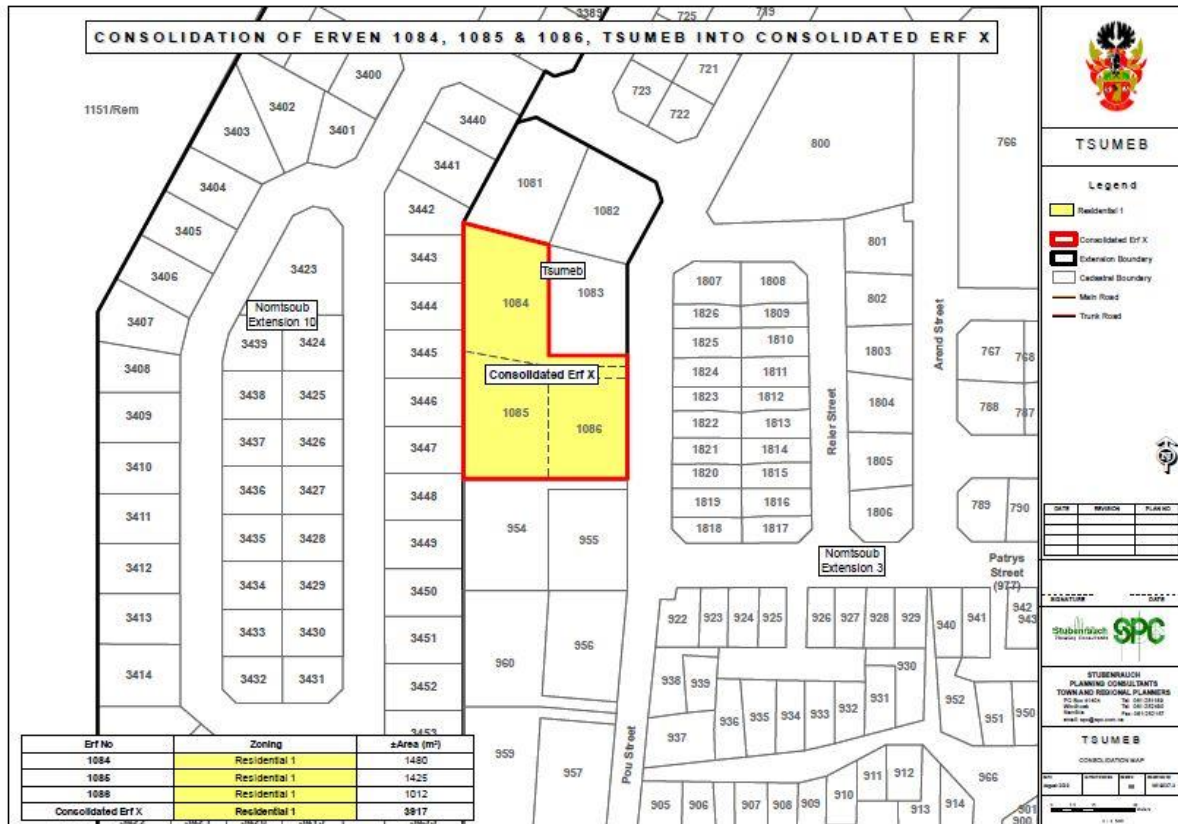 CONSOLIDATION OF ERVEN 1084, 1085 & 1086, TSUMEB INTO CONSOLIDATED ERF X
3389
725
719
3400
721
3402
723
722
1151/Rem
3403
3401
3440
800
766
3441
3404
1081
1082
3442
3405
801
3443
Tsumeb
3406
3423
1083
1807 1808
1084
3444
802
Nomtsoub
Extension 10
3407
1826 1809
3439 3424
3445
1825 1810
1803
Arend Street
767 768
3408
Consolidated Erf X
1824 1811
3438 3425
3446
1823 1812
1804
788 787
3409
1085
1086
1822 1813
Reier Street
3437 3426
3447
1821 1814
3410
1805
1820 1815
3436 3427
3448
1819 1816
789 790
3411
954
955
1806
1818 1817
3435 3428
3449
3412
Nomtsoub
Extension 3
Patrys
Street
(977)
3434 3429
3450
3413
922 923 924 925 926 927 928 929 940 941 942
943
3433 3430
3451
956
960
930
3414
938 939
3432 3431
3452
931
952
936 935 934 933 932
951 950
3453
937
959
957
Pou Street
911 912
966
905 906 907 908 909 910
913 914
901
900
Erf No Zoning ±Area (m²)
1084 Residential 1 1480
1085 Residential 1 1425
1086 Residential 1 1012
Consolidated Erf X Residential 1 3917
TSUMEB
Legend
Residential 1
Consolidated Erf X
Extension Boundary
Cadastral Boundary
Main Road
Trunk Road
N
DATE REVISION PLAN NO
SIGNATURE DATE
Stubenrauch
Planning Consultants
SPC
STUBENRAUCH
PLANNING CONSULTANTS
TOWN AND REGIONAL PLANNERS
TSUMEB
CONSOLIDATION MAP